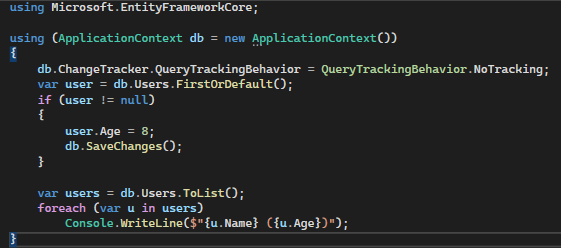 using Microsoft.EntityFrameworkCore;
using (ApplicationContext db = new ApplicationContext())
{
db.ChangeTracker.QueryTrackingBehavior = QueryTrackingBehavior.NoTracking;
var user = db.Users.FirstOrDefault();
if (user != null)
{
user.Age = 8;
db.SaveChanges();
}
var users = db.Users.ToList();
foreach (var u in users)
Console.WriteLine($"{u.Name} ({u.Age})");
}